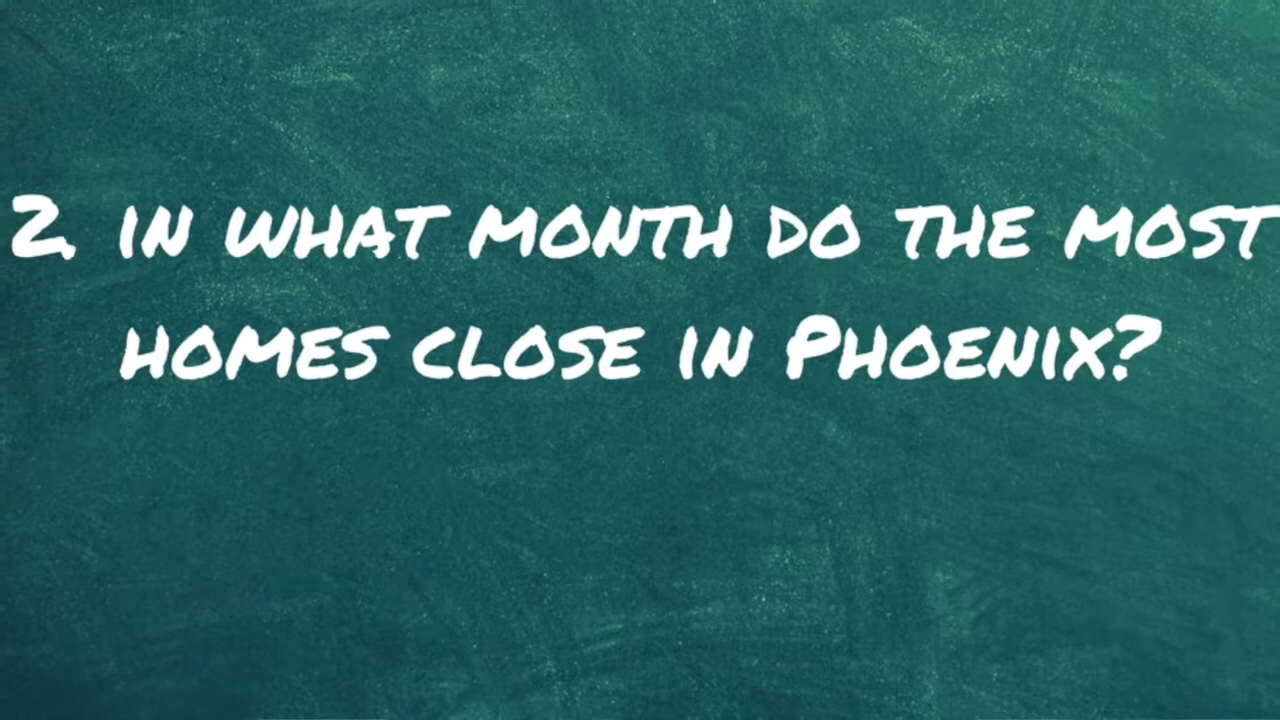 2. in what month do the most
homes close in Phoenix?